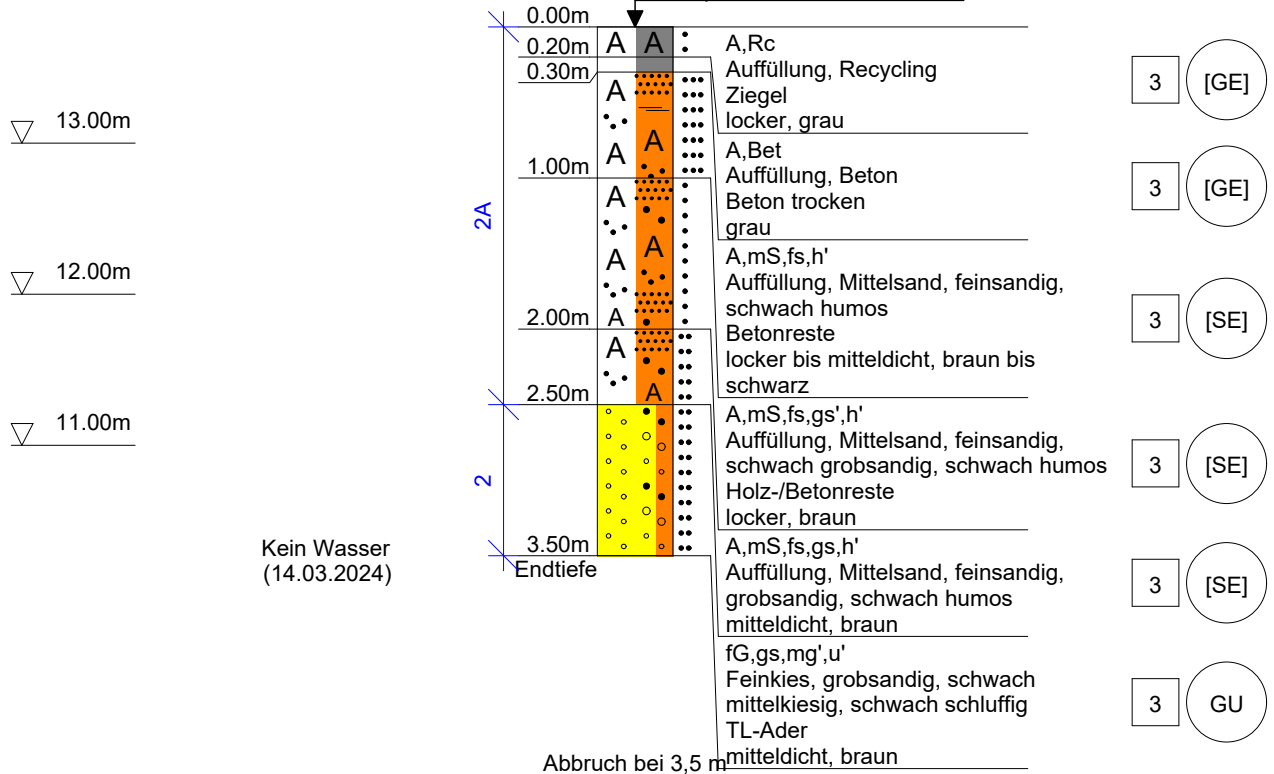 0.00m
0.20m
0.30m
1.00m
2.00m
2.50m
3.50m
Endtiefe
13.00m
12.00m
11.00m
2A
2
Kein Wasser
(14.03.2024)
A A
A
A
A
A
A
A
A
A
A
A,Rc
Auffüllung, Recycling
Ziegel
locker, grau
3 [GE]
A,Bet
Auffüllung, Beton
Beton trocken
grau
3 [GE]
A,mS,fs,h'
Auffüllung, Mittelsand, feinsandig,
schwach humos
Betonreste
locker bis mitteldicht, braun bis
schwarz
3 [SE]
A,mS,fs,gs',h'
Auffüllung, Mittelsand, feinsandig,
schwach grobsandig, schwach humos
Holz-/Betonreste
locker, braun
3 [SE]
A,mS,fs,gs,h'
Auffüllung, Mittelsand, feinsandig,
grobsandig, schwach humos
mitteldicht, braun
3 [SE]
fG,gs,mg',u'
Feinkies, grobsandig, schwach
mittelkiesig, schwach schluffig
TL-Ader
mitteldicht, braun
3 GU
Abbruch bei 3,5 m